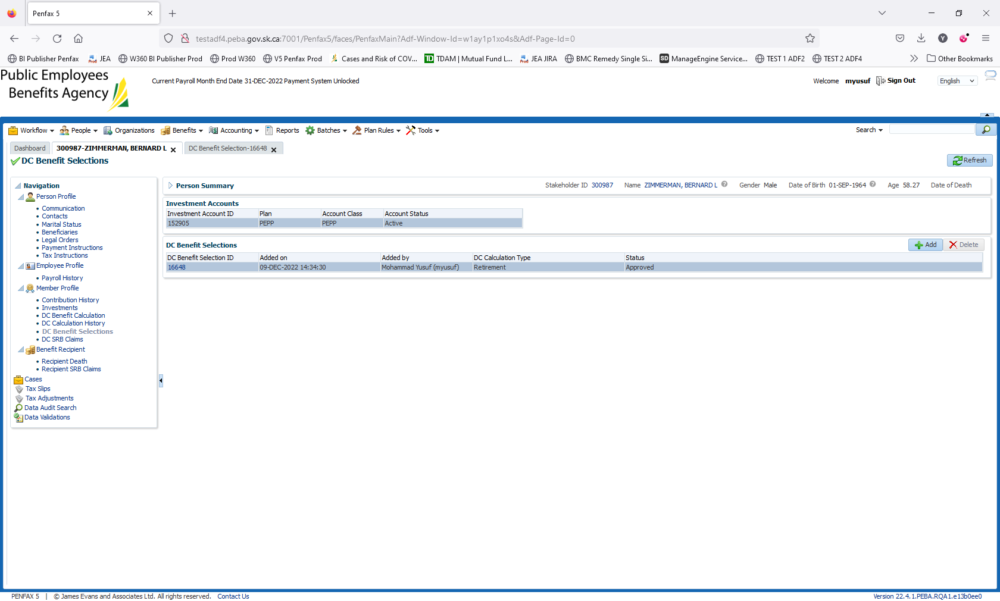 Penfax 5
testadf4.peba.gov.sk.ca:7001/Penfax5/faces/PenfaxMain?Adf-Window-Id=w1ay1p1xo4s&Adf-Page-Id=0
BI Publisher Penfax JEA W360 BI Publisher Prod Prod W360 V5 Penfax Prod Cases and Risk of COV... TDAM | Mutual Fund L... JEA JIRA BMC Remedy Single Si... ManageEngine Service... TEST 1 ADF2 TEST 2 ADF4 Other Bookmarks
Public Employees
Benefits Agency
Current Payroll Month End Date 31-DEC-2022 Payment System Unlocked
Welcome myusuf Sign Out English
Workflow People Organizations Benefits Accounting Reports Batches Plan Rules Tools Search
Dashboard 300987-ZIMMERMAN, BERNARD L DC Benefit Selection-16648
DC Benefit Selections Refresh
Navigation
Person Profile
Communication
Contacts
Marital Status
Beneficiaries
Legal Orders
Payment Instructions
Tax Instructions
Employee Profile
Payroll History
Member Profile
Contribution History
Investments
DC Benefit Calculation
DC Calculation History
DC Benefit Selections
DC SRB Claims
Benefit Recipient
Recipient Death
Recipient SRB Claims
Cases
Tax Slips
Tax Adjustments
Data Audit Search
Data Validations
Person Summary Stakeholder ID 300987 Name ZIMMERMAN, BERNARD L Gender Male Date of Birth 01-SEP-1964 Age 58.27 Date of Death
Investment Accounts
Investment Account ID Plan Account Class Account Status
152905 PEPP PEPP Active
DC Benefit Selections Add Delete
DC Benefit Selection ID Added on Added by DC Calculation Type Status
16648 09-DEC-2022 14:34:30 Mohammad Yusuf (myusuf) Retirement Approved
PENFAX 5 | © James Evans and Associates Ltd. All rights reserved. Contact Us Version 22.4.1.PEBA.RQA1.e13b0ee0